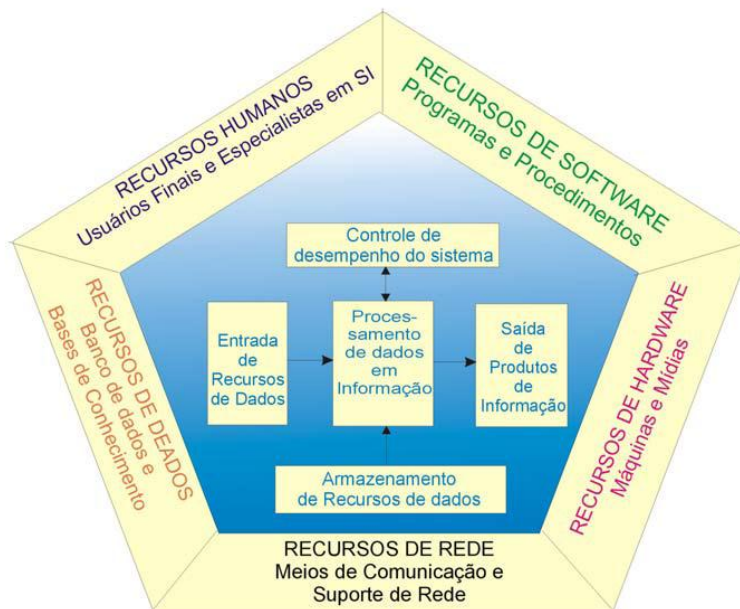 RECURSOS HUMANOS
Usuários Finais e Especialistas em SI
RECURSOS DE SOFTWARE
Programas e Procedimentos
RECURSOS DE DEADOS
Banco de dados e
Bases de Conhecimento
Controle de
desempenho do sistema
Entrada
de
Recursos
de Dados
Proces-
samento
de dados
em
Informação
Saída
de
Produtos
de
Informação
Armazenamento
de Recursos de dados
RECURSOS DE HARDWARE
Máquinas e Mídias
RECURSOS DE REDE
Meios de Comunicação e
Suporte de Rede